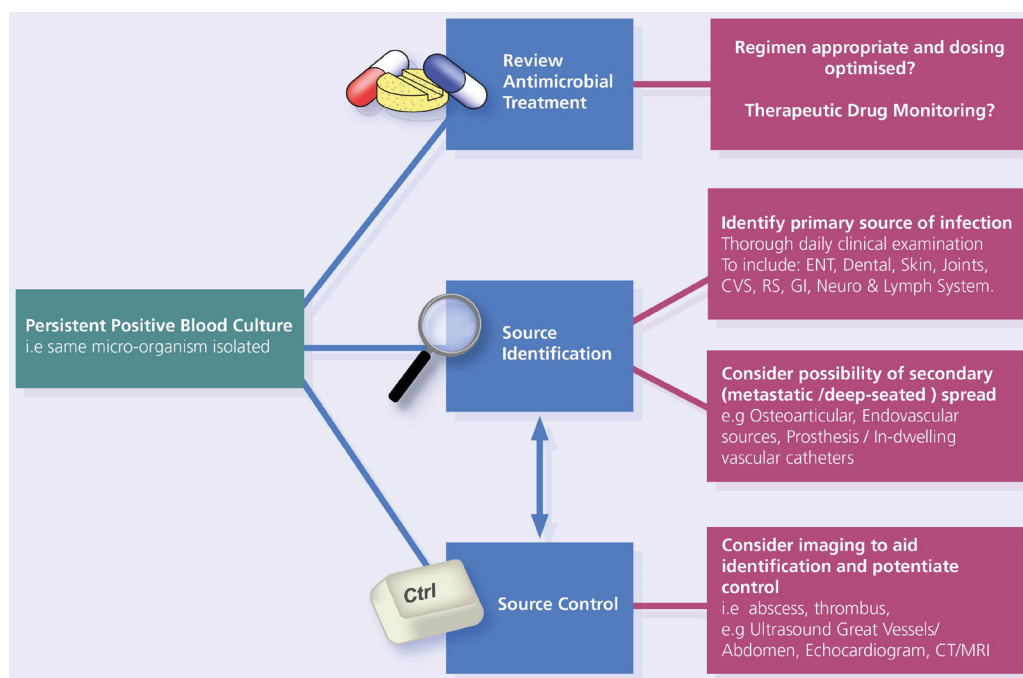 Review
Antimicrobial
Treatment
Regimen appropriate and dosing
optimised?
Therapeutic Drug Monitoring?
Persistent Positive Blood Culture
i.e same micro-organism isolated
Source
Identification
Identify primary source of infection
Thorough daily clinical examination
To include: ENT, Dental, Skin, Joints,
CVS, RS, GI, Neuro & Lymph System.
Consider possibility of secondary
(metastatic /deep-seated ) spread
e.g Osteoarticular, Endovascular
sources, Prosthesis / In-dwelling
vascular catheters
Ctrl
Source Control
Consider imaging to aid
identification and potentiate
control
i.e  abscess, thrombus,
e.g Ultrasound Great Vessels/
Abdomen, Echocardiogram, CT/MRI